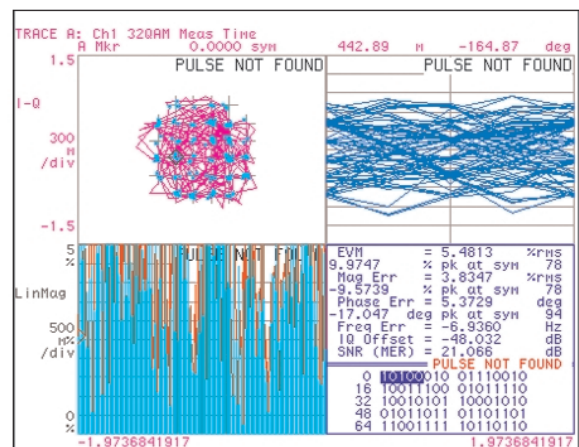 TRACE A: Ch1 32QAM Meas Time
A Mkr 0.0000 sym 442.89 m -164.87 deg
1.5
PULSE NOT FOUND
PULSE NOT FOUND
I-Q
300
m
/div
-1.5
5
%
PULSE NOT FOUND
LinMag
500
m%
/div
0
%
-1.9736841917
1.9736841917
EVM = 5.4813 %rms
9.9747 % pk at sym 78
Mag Err = 3.8347 %rms
-9.5739 % pk at sym 78
Phase Err = 5.3729 deg
-17.047 deg pk at sym 94
Freq Err = -6.9360 Hz
IQ Offset = -48.032 dB
SNR (MER) = 21.066 dB
PULSE NOT FOUND
0 10100010 01110010
16 10011100 01011110
32 10010101 10001010
48 01011011 01101101
64 11001111 10110110